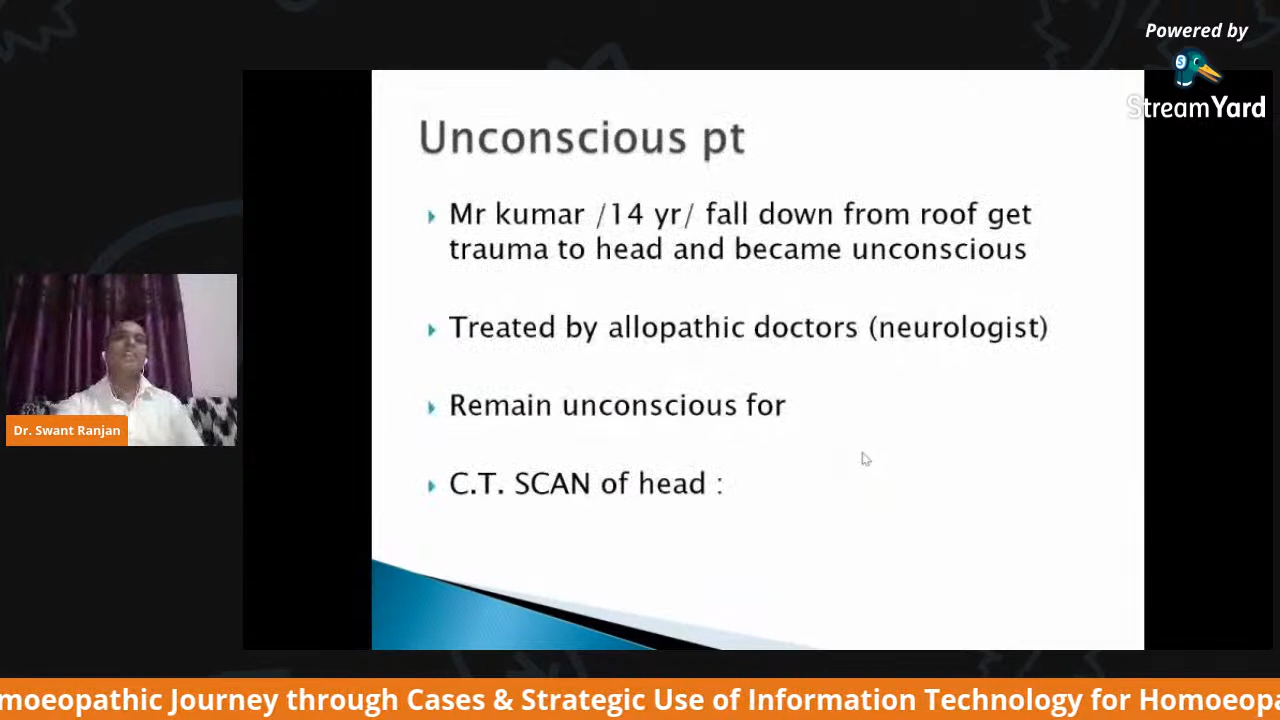 Powered by
StreamYard
Unconscious pt
Mr kumar /14 yr/ fall down from roof get
trauma to head and became unconscious
Treated by allopathic doctors (neurologist)
Remain unconscious for
C.T. SCAN of head :
Dr. Swant Ranjan
moeopathic Journey through Cases & Strategic Use of Information Technology for Homoeopa